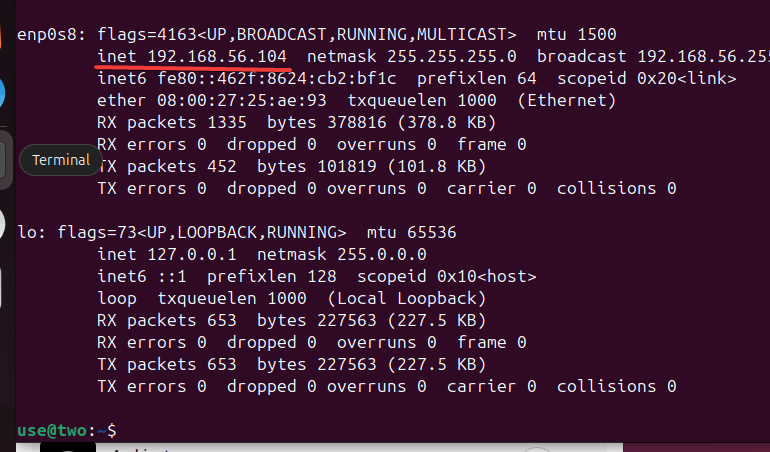 enp0s8: flags=4163<UP,BROADCAST,RUNNING,MULTICAST>  mtu 1500
        inet 192.168.56.104  netmask 255.255.255.0  broadcast 192.168.56.255
        inet6 fe80::462f:8624:cb2:bf1c  prefixlen 64  scopeid 0x20<link>
        ether 08:00:27:25:ae:93  txqueuelen 1000  (Ethernet)
        RX packets 1335  bytes 378816 (378.8 KB)
        RX errors 0  dropped 0  overruns 0  frame 0
Terminal
        TX packets 452  bytes 101819 (101.8 KB)
        TX errors 0  dropped 0 overruns 0  carrier 0  collisions 0
lo: flags=73<UP,LOOPBACK,RUNNING>  mtu 65536
        inet 127.0.0.1  netmask 255.0.0.0
        inet6 ::1  prefixlen 128  scopeid 0x10<host>
        loop  txqueuelen 1000  (Local Loopback)
        RX packets 653  bytes 227563 (227.5 KB)
        RX errors 0  dropped 0  overruns 0  frame 0
        TX packets 653  bytes 227563 (227.5 KB)
        TX errors 0  dropped 0 overruns 0  carrier 0  collisions 0
use@two:~$